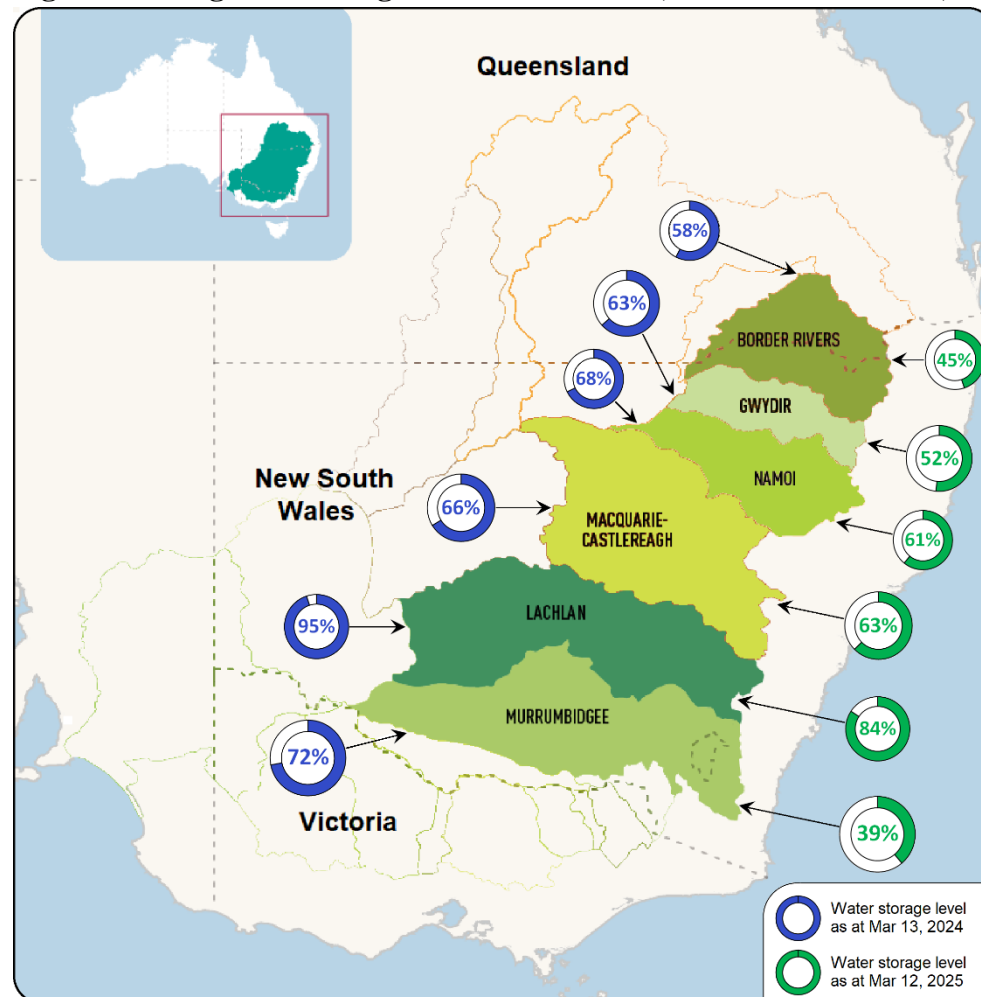 Queensland
58%
63%
BORDER RIVERS
45%
68%
GWYDIR
52%
New South
Wales
NAMOI
66%
MACQUARIE-
CASTLEREAGH
61%
95%
LACHLAN
63%
MURRUMBIDGEE
84%
72%
Victoria
39%
Water storage level
as at Mar 13, 2024
Water storage level
as at Mar 12, 2025